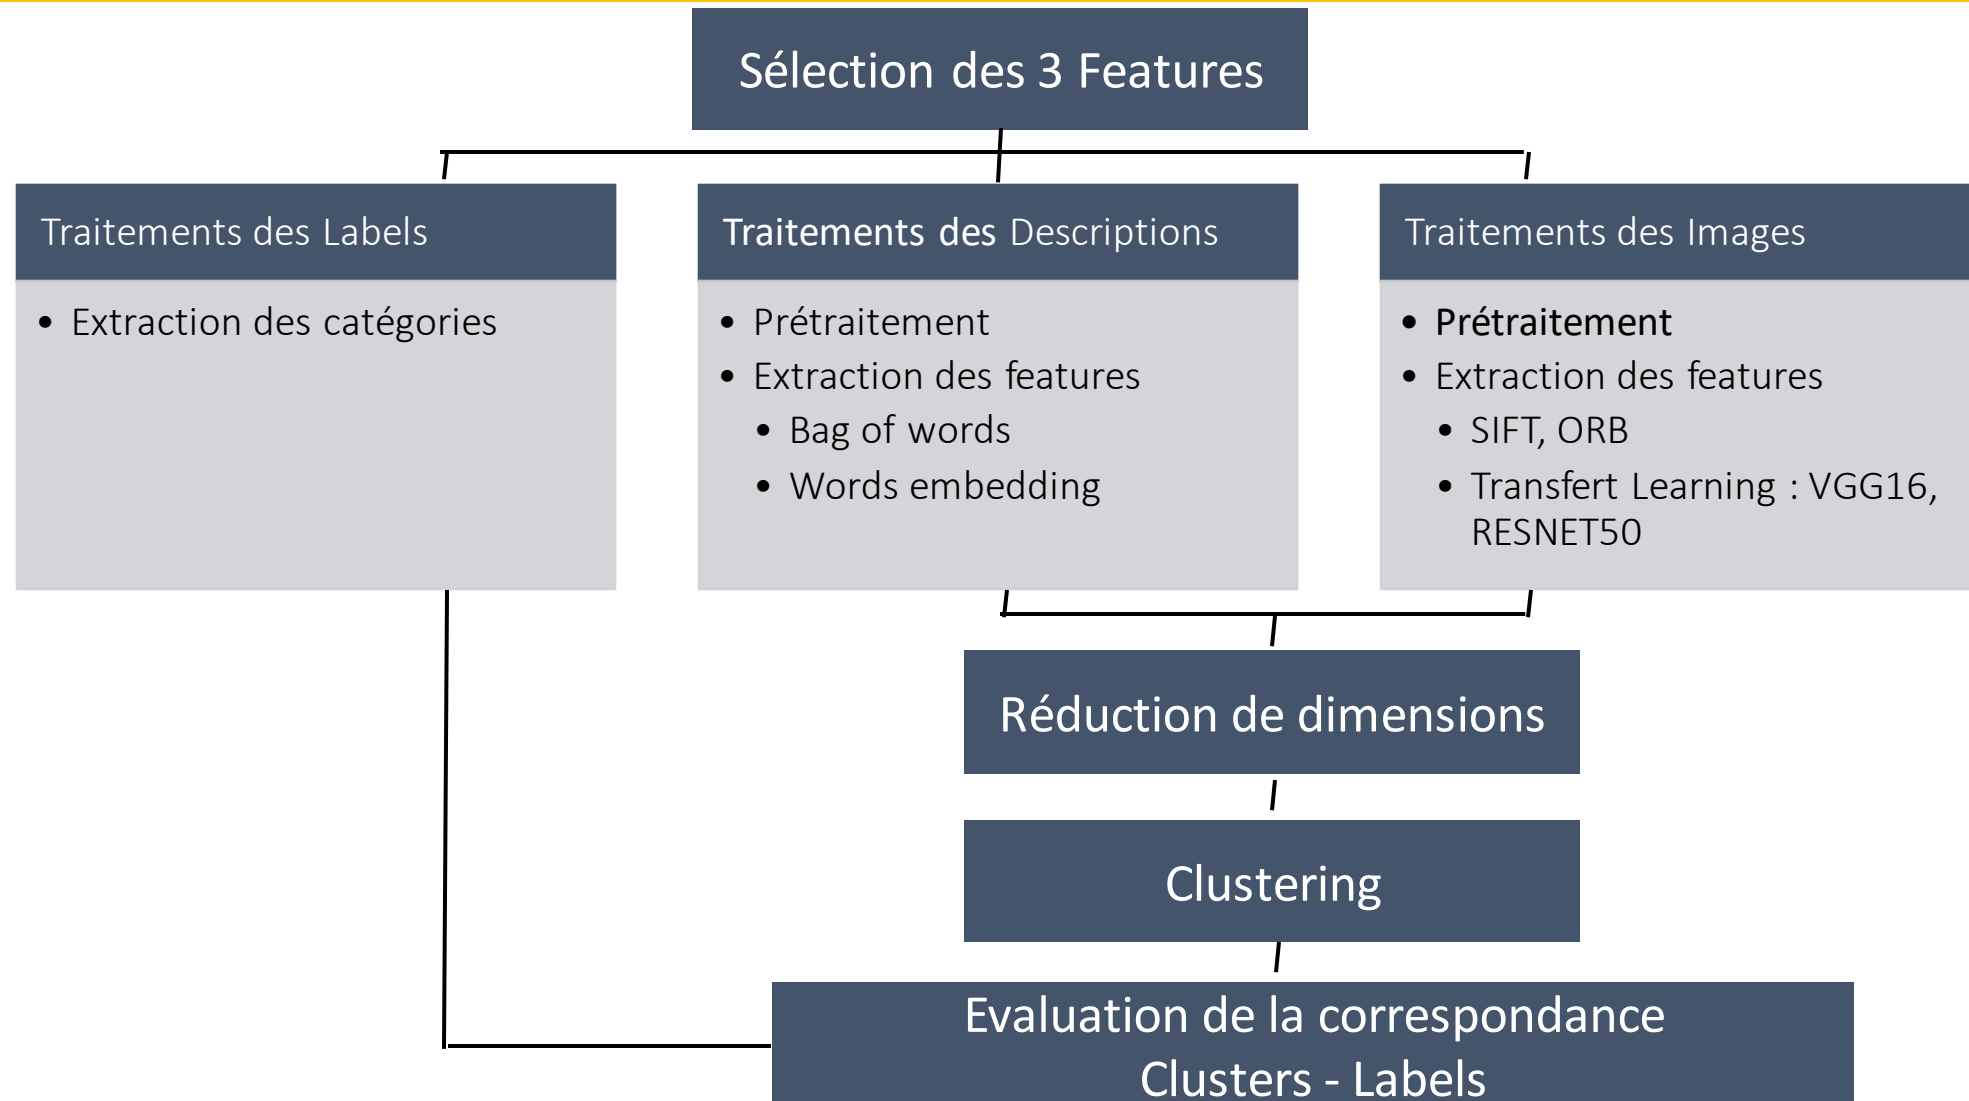 Sélection des 3 Features
Traitements des Labels
• Extraction des catégories
Traitements des Descriptions
• Prétraitement
• Extraction des features
• Bag of words
• Words embedding
Traitements des Images
• Prétraitement
• Extraction des features
• SIFT, ORB
• Transfert Learning : VGG16,
RESNET50
Réduction de dimensions
Clustering
Evaluation de la correspondance
Clusters - Labels